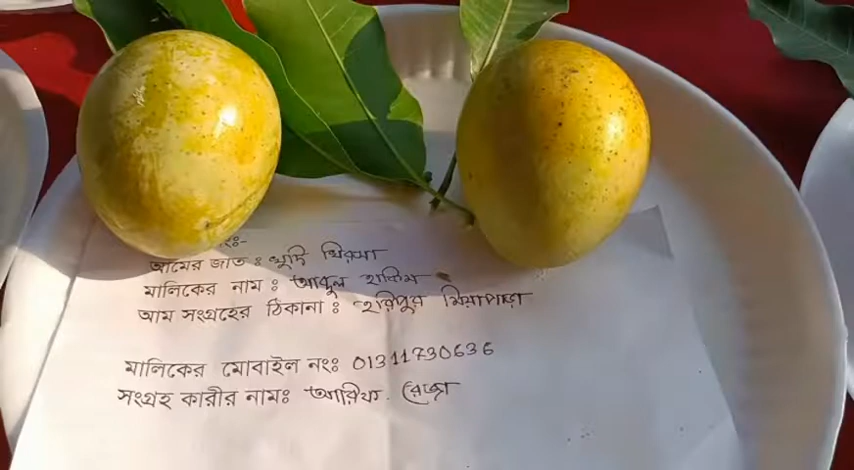 নং:-
আমের জাত : ক্ষুদি খিরসা
মালিকের নাম : আবুল হাকিম
আম সংগ্রহের ঠিকানা : হরিপুর মিয়াপাড়া
মালিকের মোবাইল নং: 01311730636
সংগ্রহ কারীর নাম: আরিফ রেজা